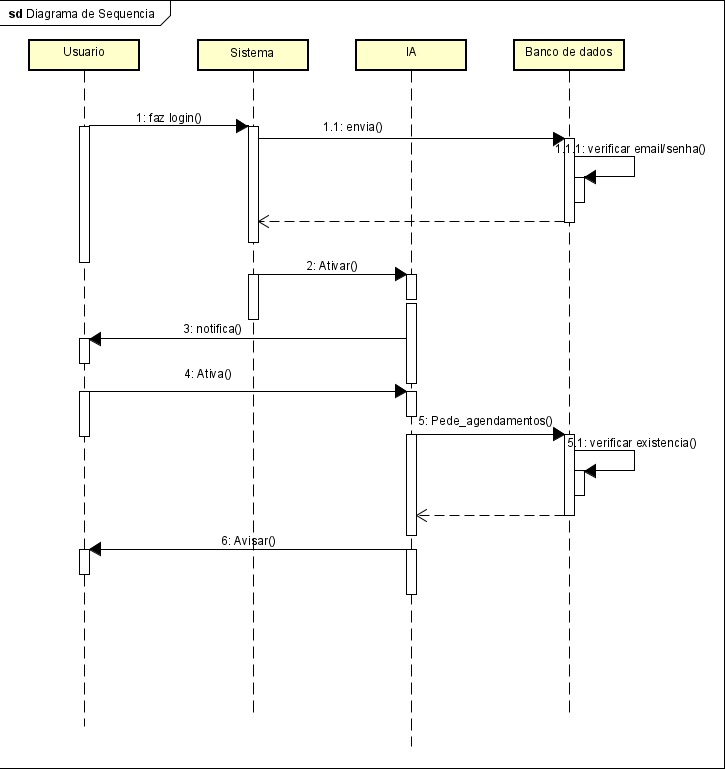 sd Diagrama de Sequencia
Usuario
Sistema
IA
Banco de dados
1: faz login()
1.1: envia()
1.1.1: verificar email/senha()
2: Ativar()
3: notifica()
4: Ativa()
5: Pede_agendamentos()
5.1: verificar existencia()
6: Avisar()